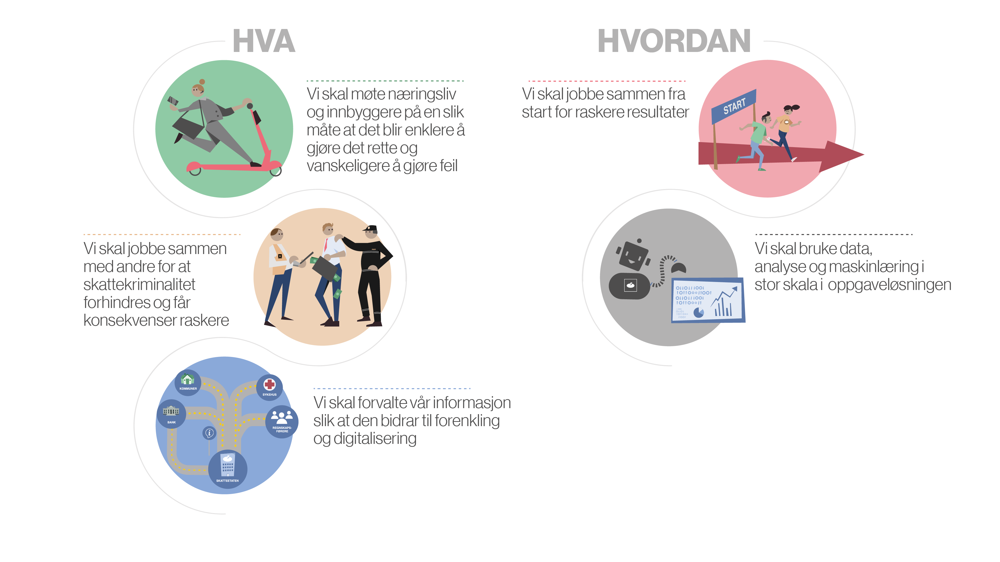 HVA
Vi skal møte næringsliv
og innbyggere på en slik
måte at det blir enklere å
gjøre det rette og
vanskeligere å gjøre feil
Vi skal jobbe sammen
med andre for at
skattekriminalitet
forhindres og får
konsekvenser raskere
KOMMUNER
SYKEHUS
BANK
REGNSKAPS-
FØRERE
i
SKATTEETATEN
Vi skal forvalte vår informasjon
slik at den bidrar til forenkling
og digitalisering
HVORDAN
Vi skal jobbe sammen fra
start for raskere resultater
START
Vi skal bruke data,
analyse og maskinlæring i
stor skala i oppgaveløsningen